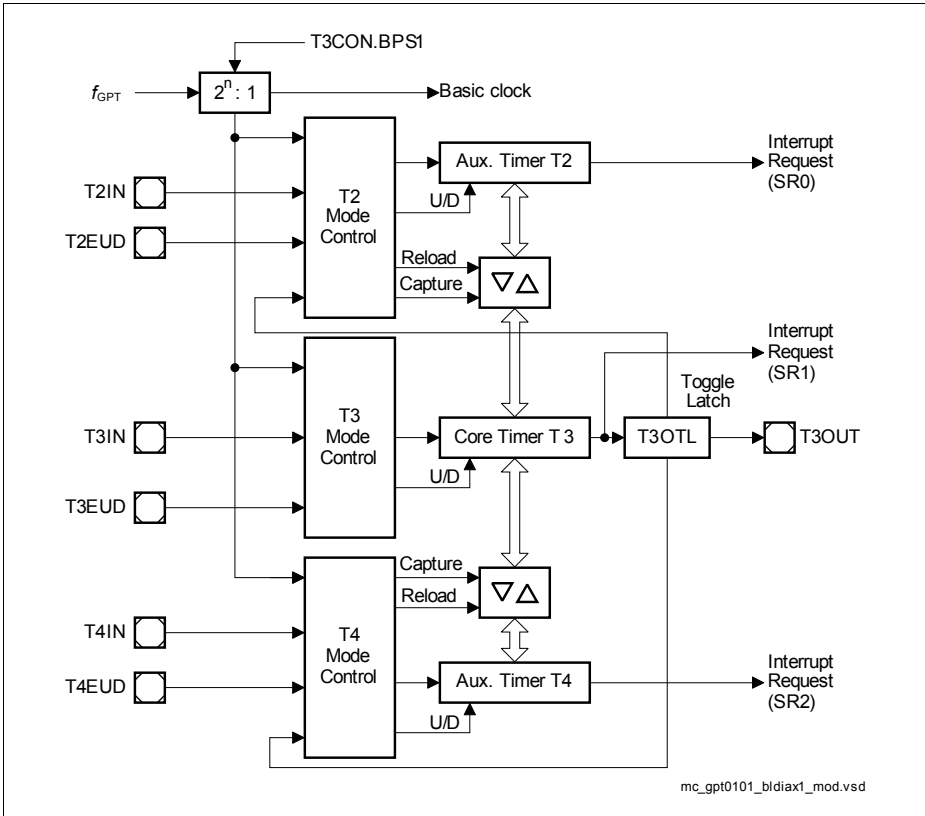 T3CON.BPS1
fGPT
2n : 1
Basic clock
T2IN
T2EUD
T2
Mode
Control
U/D
Reload
Capture
Aux. Timer T2
Interrupt
Request
(SR0)
Interrupt
Request
(SR1)
T3IN
T3EUD
T3
Mode
Control
U/D
Core Timer T3
Toggle
Latch
T3OTL
T3OUT
T4IN
T4EUD
T4
Mode
Control
Capture
Reload
U/D
Aux. Timer T4
Interrupt
Request
(SR2)
mc_gpt0101_bldiax1_mod.vsd